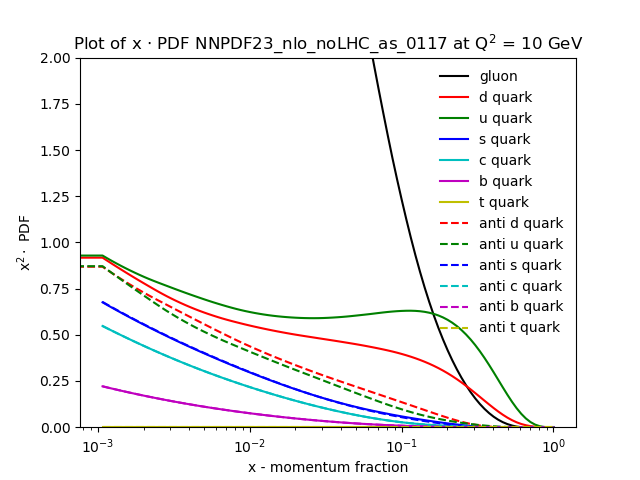 Plot of x · PDF NNPDF23_nlo_noLHC_as_0117 at Q² = 10 GeV
2.00
1.75
1.50
1.25
1.00
0.75
0.50
0.25
0.00
x² · PDF
gluon
d quark
u quark
s quark
c quark
b quark
t quark
anti d quark
anti u quark
anti s quark
anti c quark
anti b quark
anti t quark
10⁻³ 10⁻² 10⁻¹ 10⁰
x - momentum fraction